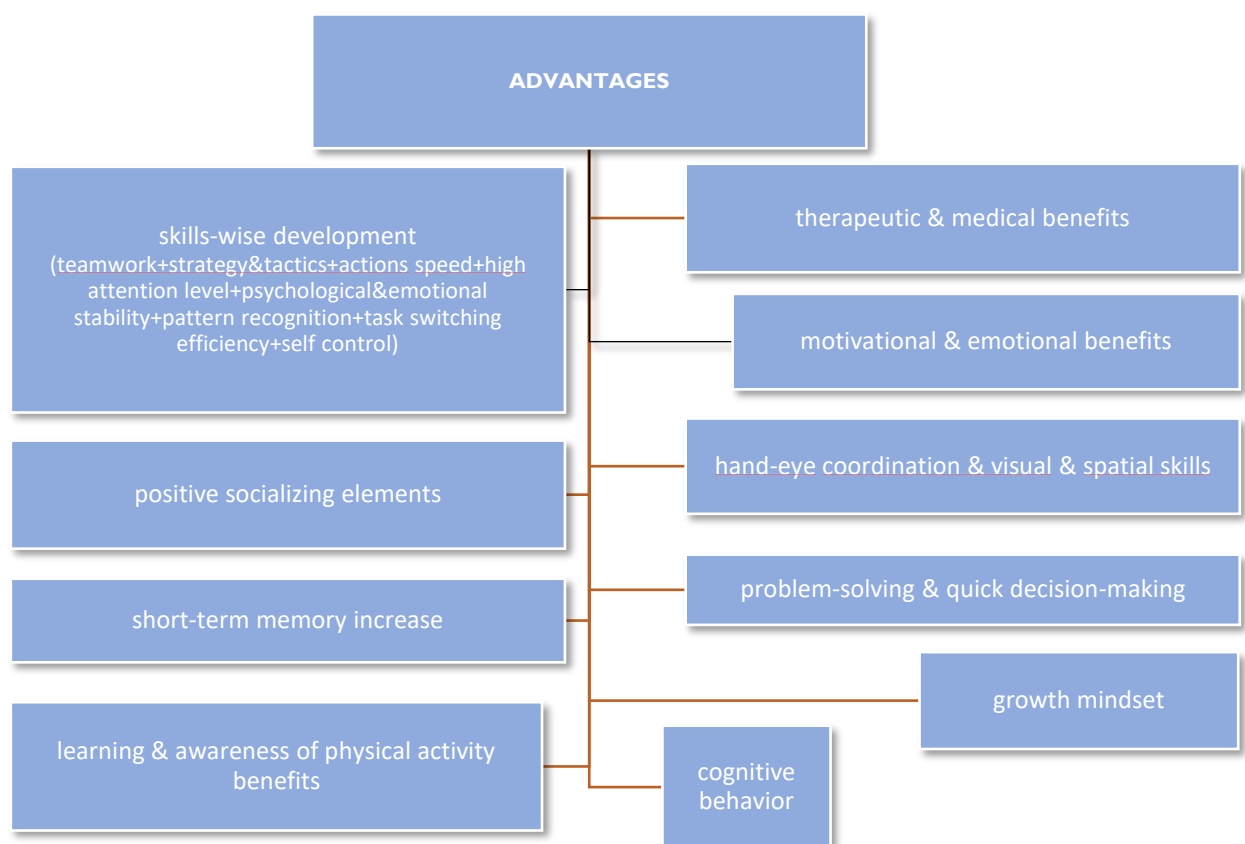 ADVANTAGES
skills-wise development
(teamwork+strategy&tactics+actions speed+high
attention level+psychological&emotional
stability+pattern recognition+task switching
efficiency+self control)
therapeutic & medical benefits
motivational & emotional benefits
positive socializing elements
hand-eye coordination & visual & spatial skills
short-term memory increase
problem-solving & quick decision-making
learning & awareness of physical activity
benefits
growth mindset
cognitive
behavior